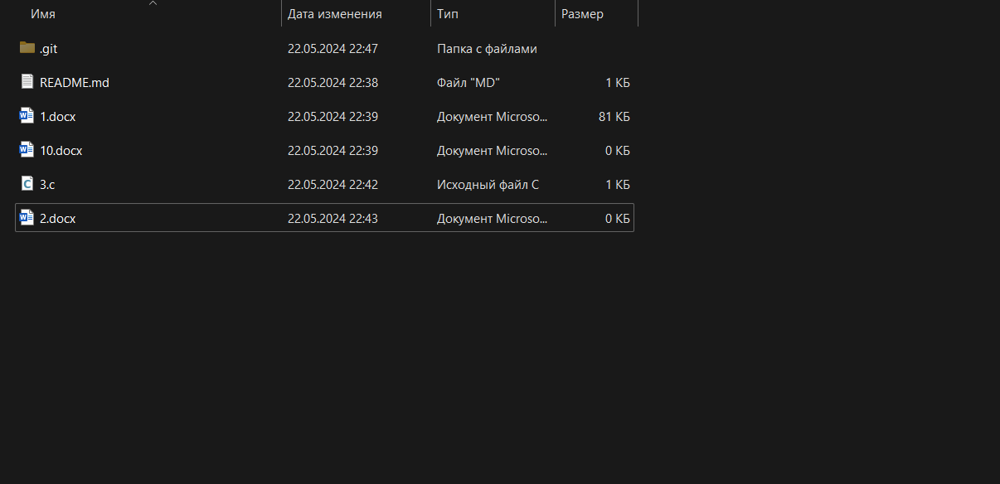 Имя Дата изменения Тип Размер
.git 22.05.2024 22:47 Папка с файлами
README.md 22.05.2024 22:38 Файл "MD" 1 КБ
1.docx 22.05.2024 22:39 Документ Microso... 81 КБ
10.docx 22.05.2024 22:39 Документ Microso... 0 КБ
3.c 22.05.2024 22:42 Исходный файл C 1 КБ
2.docx 22.05.2024 22:43 Документ Microso... 0 КБ